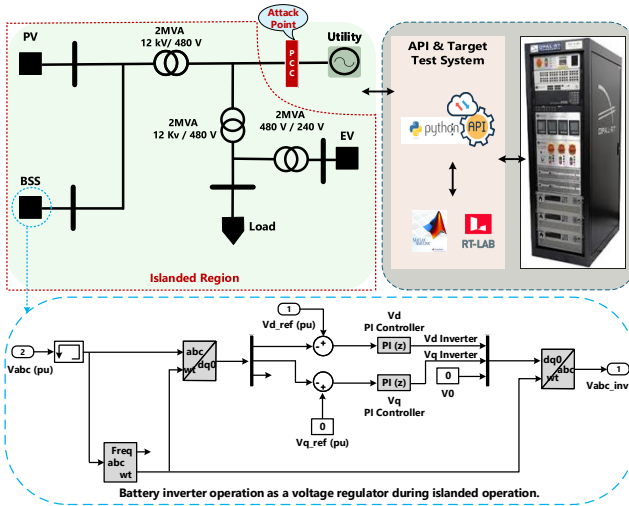 Attack
Point
PV
2MVA
12 kV/ 480 V
PCC
Utility
2MVA
12 Kv / 480 V
2MVA
480 V / 240 V
EV
BSS
Load
Islanded Region
API & Target
Test System
python
API
RT-LAB
OPAL-RT
1
Vd_ref (pu)
Vd
PI Controller
2
Vabc (pu)
abc
wt
dq0
PI (z)
Vd Inverter
Vq Inverter
PI (z)
Vq
PI Controller
0
V0
0
Vq_ref (pu)
dq0
wt
abc
1
Vabc_inv
Freq
abc
wt
Battery inverter operation as a voltage regulator during islanded operation.